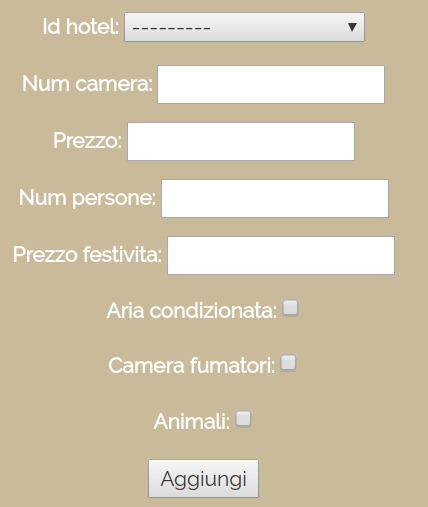 Id hotel: ---------
Num camera:
Prezzo:
Num persone:
Prezzo festivita:
Aria condizionata:
Camera fumatori:
Animali:
Aggiungi